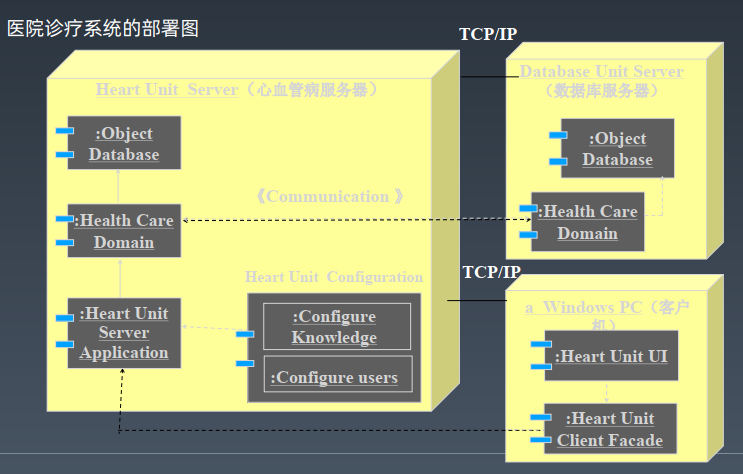 医院诊疗系统的部署图
TCP/IP
Heart Unit Server（心血管病服务器）
:Object
Database
:Health Care
Domain
:Heart Unit
Server
Application
《Communication 》
Heart Unit Configuration
:Configure
Knowledge
:Configure users
Database Unit Server
（数据库服务器）
:Object
Database
:Health Care
Domain
TCP/IP
a Windows PC（客户
机）
:Heart Unit UI
:Heart Unit
Client Facade